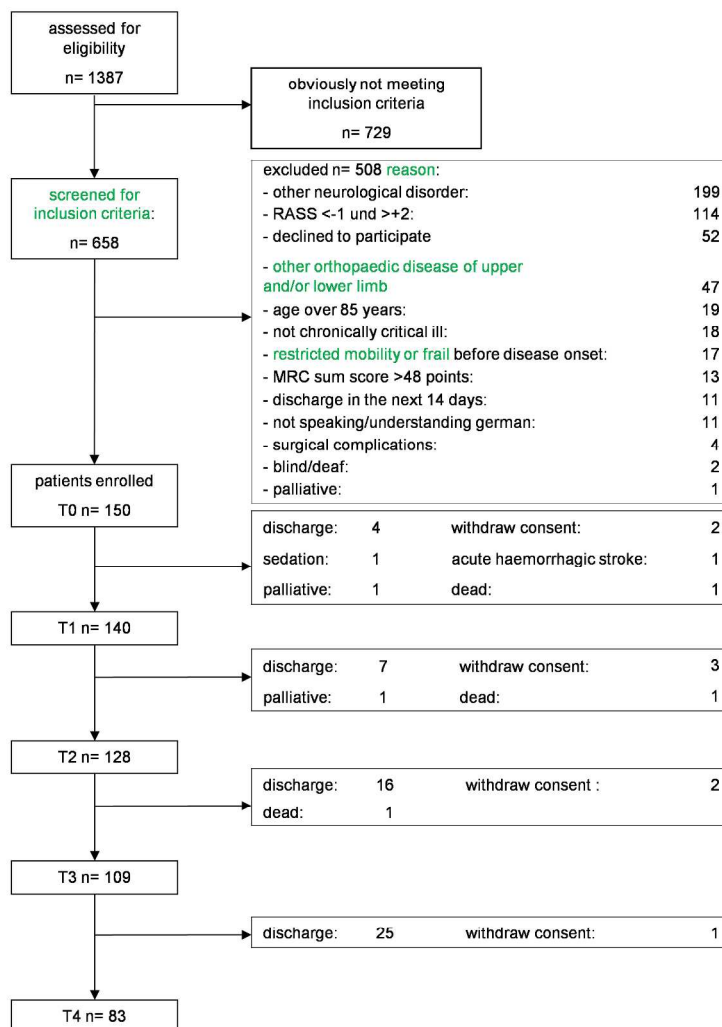 assessed for
eligibility
n= 1387
obviously not meeting
inclusion criteria
n= 729
screened for
inclusion criteria:
n= 658
excluded n= 508 reason:
- other neurological disorder: 199
- RASS <-1 und >+2: 114
- declined to participate 52
- other orthopaedic disease of upper
and/or lower limb 47
- age over 85 years: 19
- not chronically critical ill: 18
- restricted mobility or frail before disease onset: 17
- MRC sum score >48 points: 13
- discharge in the next 14 days: 11
- not speaking/understanding german: 11
- surgical complications: 4
- blind/deaf: 2
- palliative: 1
patients enrolled
T0 n= 150
discharge: 4 withdraw consent: 2
sedation: 1 acute haemorrhagic stroke: 1
palliative: 1 dead: 1
T1 n= 140
discharge: 7 withdraw consent: 3
palliative: 1 dead: 1
T2 n= 128
discharge: 16 withdraw consent : 2
dead: 1
T3 n= 109
discharge: 25 withdraw consent: 1
T4 n= 83